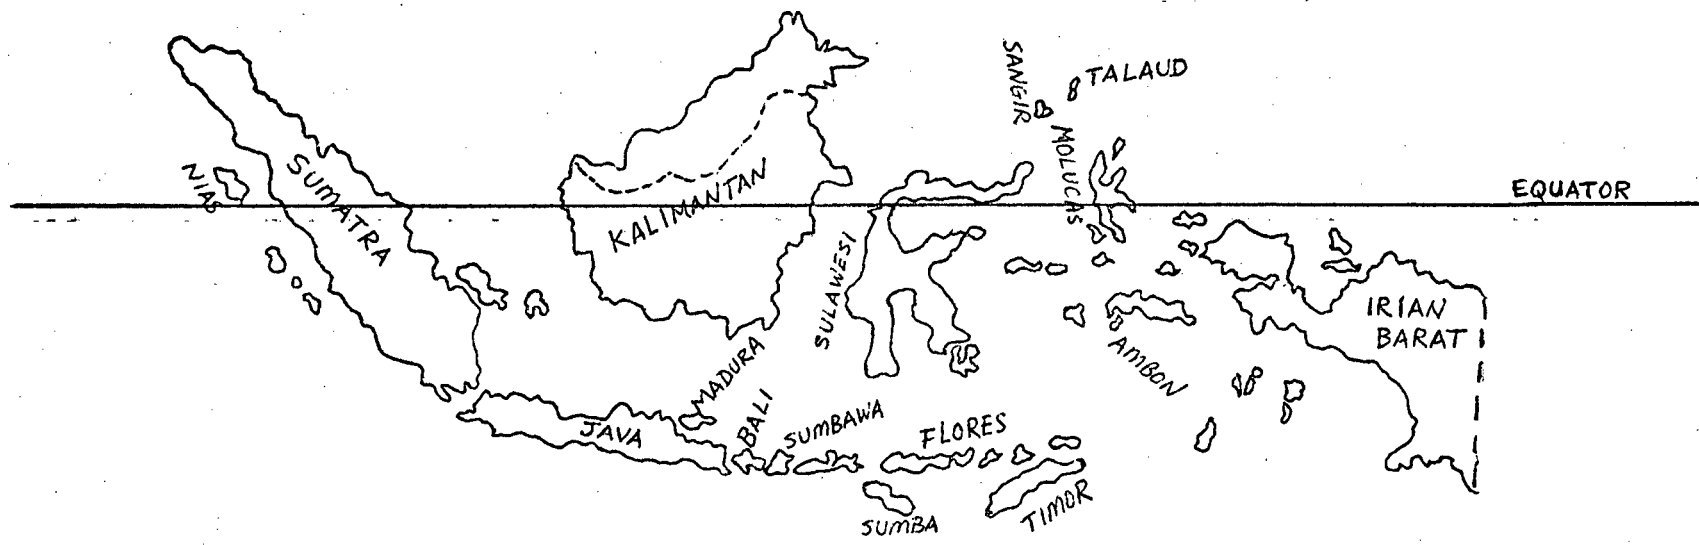 SANGIR
TALAUD
MOLUCAS
NIAS
SUMATRA
KALIMANTAN
EQUATOR
SULAWESI
IRIAN
BARAT
MADURA
AMBON
BALI
JAVA
SUMBAWA
FLORES
SUMBA
TIMOR